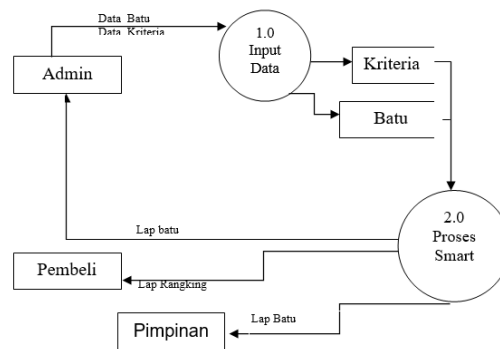 Data Batu
Data Kriteria
1.0
Input
Data
Admin
Kriteria
Batu
2.0
Proses
Smart
Lap batu
Pembeli
Lap Rangking
Lap Batu
Pimpinan